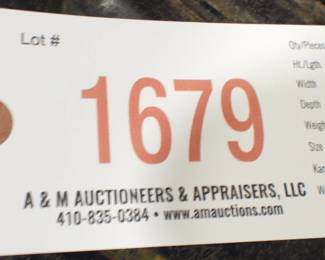 Lot #
1679
A & M AUCTIONEERS & APPRAISERS, LLC
410-835-0384 • www.amauctions.com
Qty/Pieces
Ht./Lgth.
Width
Depth
Size